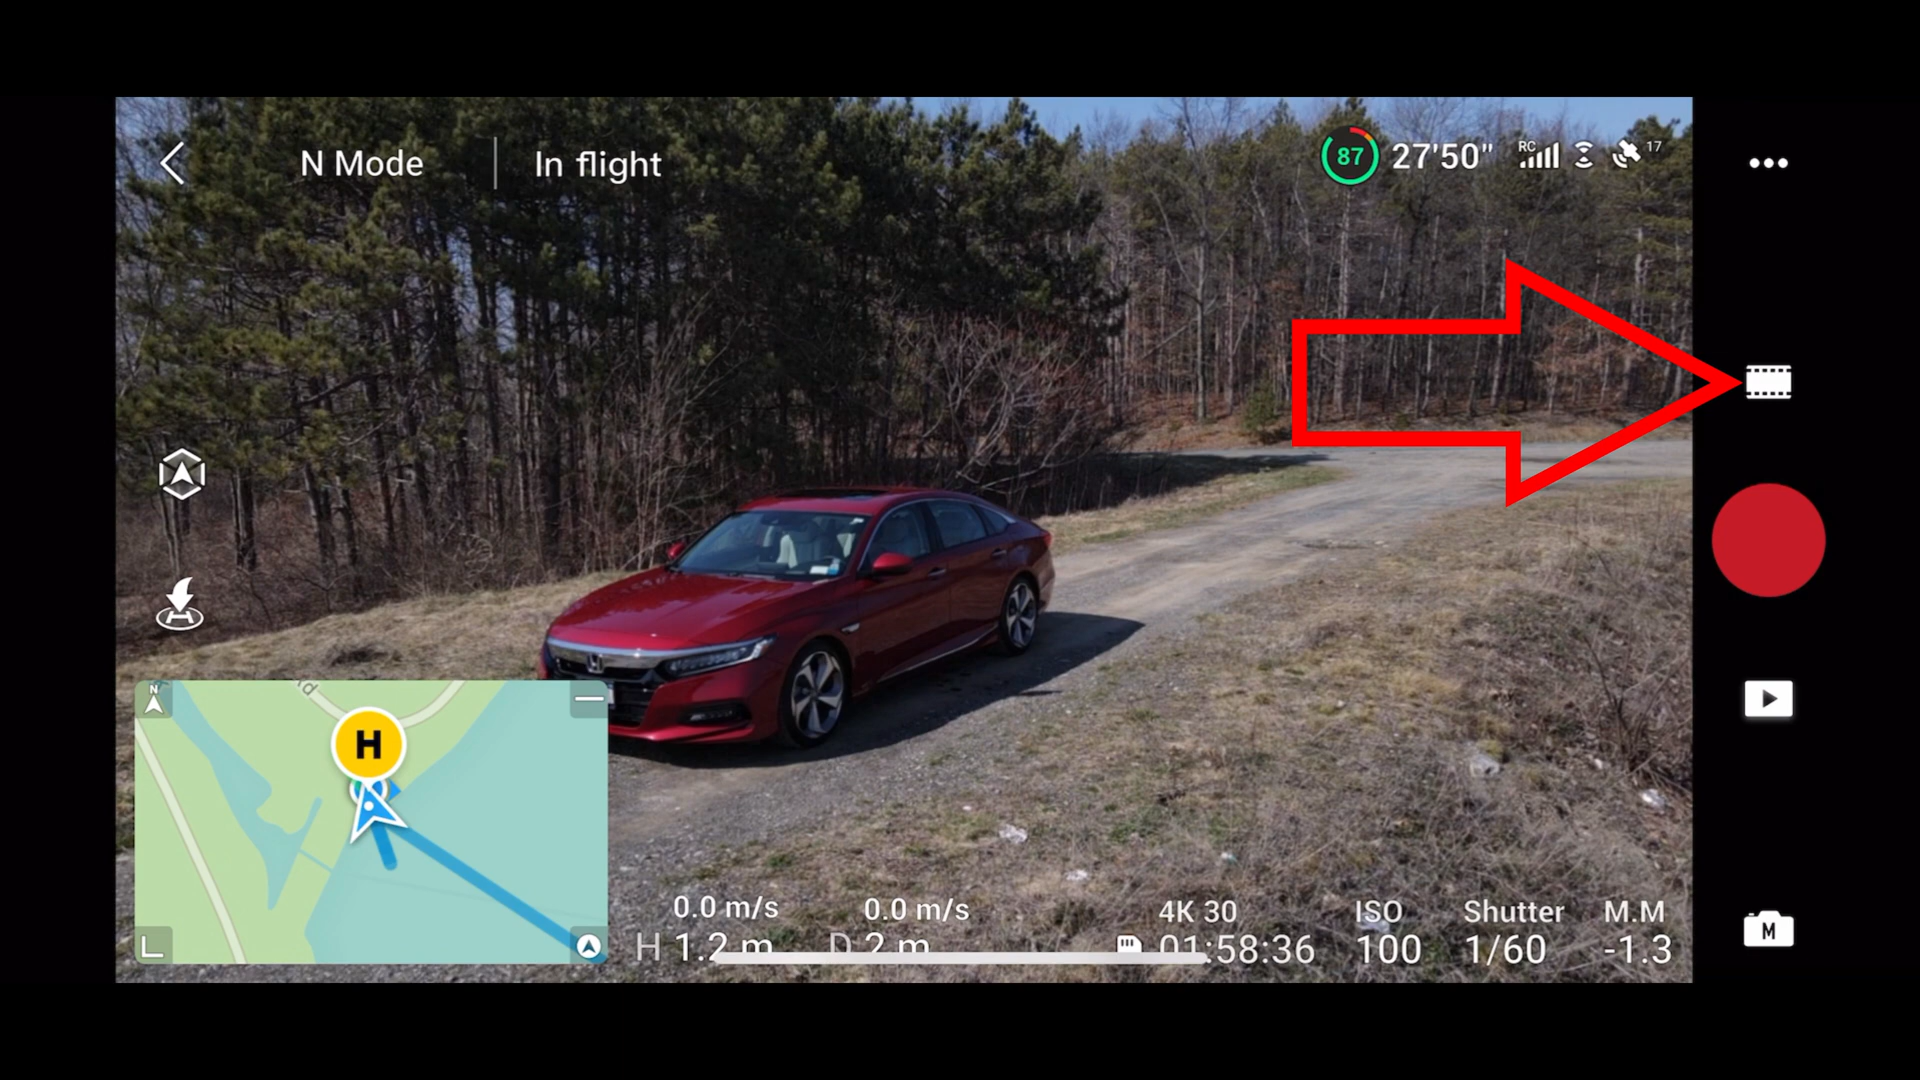 N Mode
In flight
87
27'50"
RC
17
rd
N
H
0.0 m/s
0.0 m/s
H 1.2 m
D 2 m
4K 30
01:58:36
ISO
100
Shutter
1/60
M.M
-1.3
M